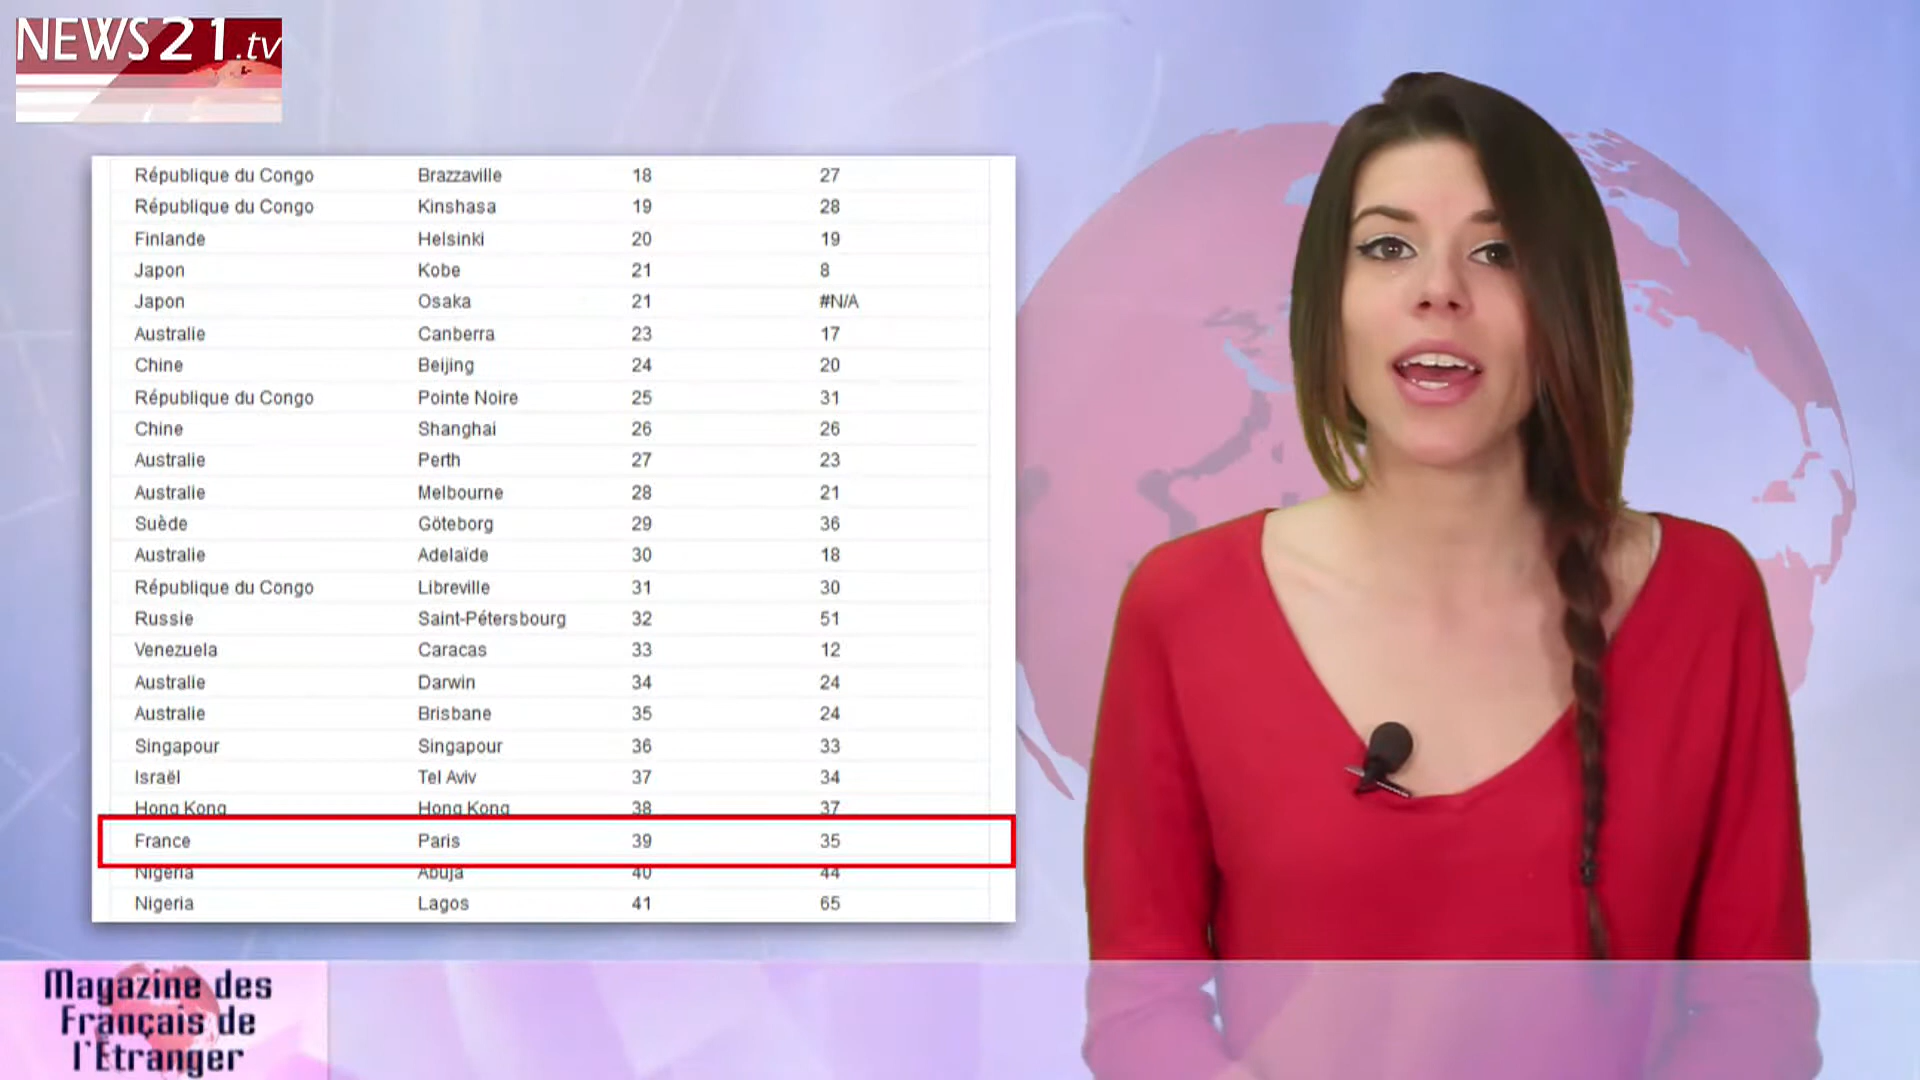 NEWS21.tv
République du Congo Brazzaville 18 27
République du Congo Kinshasa 19 28
Finlande Helsinki 20 19
Japon Kobe 21 8
Japon Osaka 21 #N/A
Australie Canberra 23 17
Chine Beijing 24 20
République du Congo Pointe Noire 25 31
Chine Shanghai 26 26
Australie Perth 27 23
Australie Melbourne 28 21
Suède Göteborg 29 36
Australie Adelaïde 30 18
République du Congo Libreville 31 30
Russie Saint-Pétersbourg 32 51
Venezuela Caracas 33 12
Australie Darwin 34 24
Australie Brisbane 35 24
Singapour Singapour 36 33
Israël Tel Aviv 37 34
Hong Kong Hong Kong 38 37
France Paris 39 35
Nigeria Abuja 40 44
Nigeria Lagos 41 65
Magazine des
Français de
l'Etranger